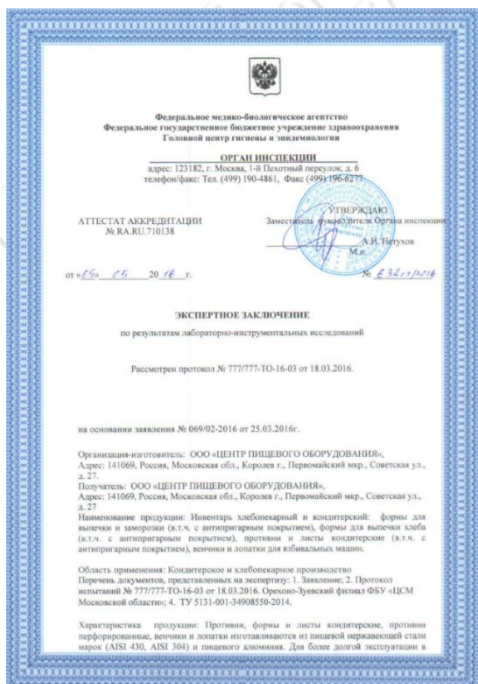 Федеральное медико-биологическое агентство
Федеральное государственное бюджетное учреждение здравоохранения
Головной центр гигиены и эпидемиологии
ОРГАН ИНСПЕКЦИИ
адрес: 123182, г. Москва, 1-й Пехотный переулок, д. 6
телефон/факс: Тел. (499) 190-4861, Факс (499) 196-6277
УТВЕРЖДАЮ
АТТЕСТАТ АККРЕДИТАЦИИ
Заместитель руководителя Органа инспекции
№ RA.RU.710138
А.И. Петухов
М.п.
от «05» 05 2016 г.
№ 632гт/2016
ЭКСПЕРТНОЕ ЗАКЛЮЧЕНИЕ
по результатам лабораторно-инструментальных исследований
Рассмотрен протокол № 777/777-ТО-16-03 от 18.03.2016.
на основании заявления № 069/02-2016 от 25.03.2016г.
Организация-изготовитель: ООО «ЦЕНТР ПИЩЕВОГО ОБОРУДОВАНИЯ»,
Адрес: 141069, Россия, Московская обл., Королев г., Первомайский мкр., Советская ул.,
д. 27.
Получатель: ООО «ЦЕНТР ПИЩЕВОГО ОБОРУДОВАНИЯ»,
Адрес: 141069, Россия, Московская обл., Королев г., Первомайский мкр., Советская ул.,
д. 27
Наименование продукции: Инвентарь хлебопекарный и кондитерский: формы для
выпечки и заморозки (в.т.ч. с антипригарным покрытием), формы для выпечки хлеба
(в.т.ч. с антипригарным покрытием), противни и листы кондитерские (в.т.ч. с
антипригарным покрытием), венчики и лопатки для взбивальных машин.
Область применения: Кондитерское и хлебопекарное производство
Перечень документов, представленных на экспертизу: 1. Заявление; 2. Протокол
испытаний № 777/777-ТО-16-03 от 18.03.2016. Орехово-Зуевский филиал ФБУ «ЦСМ
Московской области»; 4. ТУ 5131-001-34908550-2014.
Характеристика продукции: Противни, формы и листы кондитерские, противни
перфорированные, венчики и лопатки изготавливаются из пищевой нержавеющей стали
марок (AISI 430, AISI 304) и пищевого алюминия. Для более долгой эксплуатации в